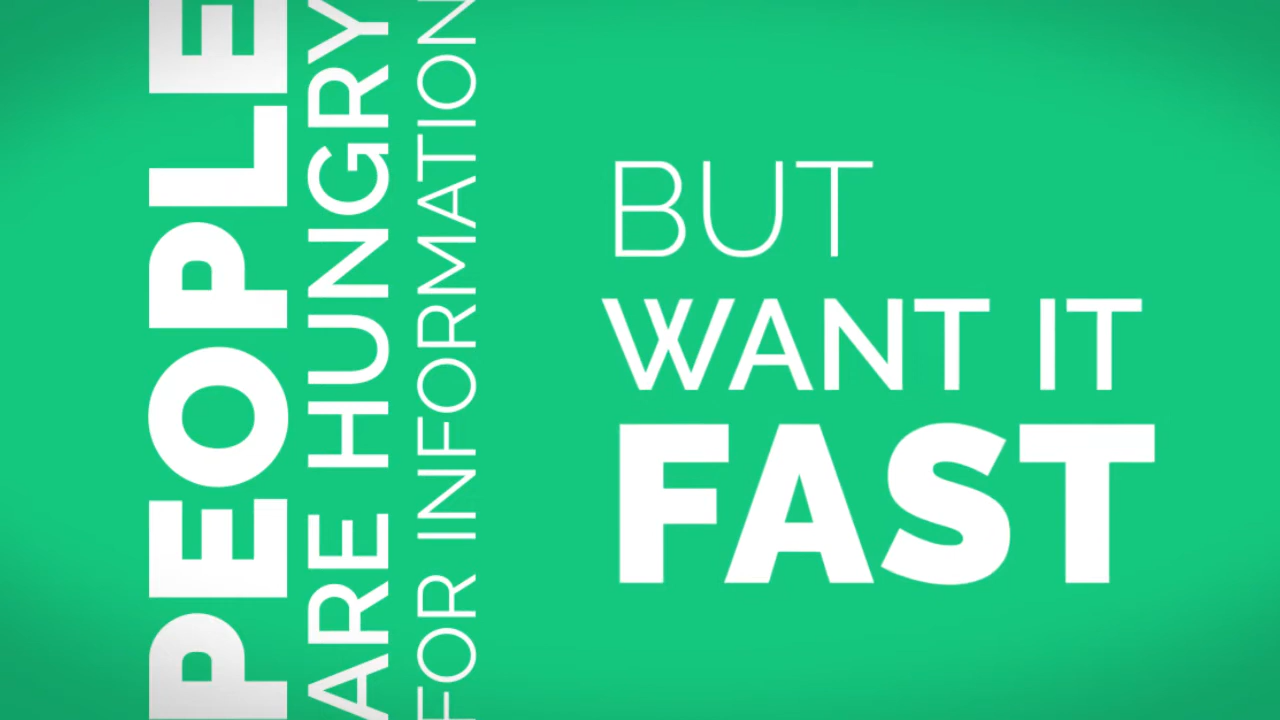 PEOPLE
ARE HUNGRY
FOR INFORMATION
BUT
WANT IT
FAST